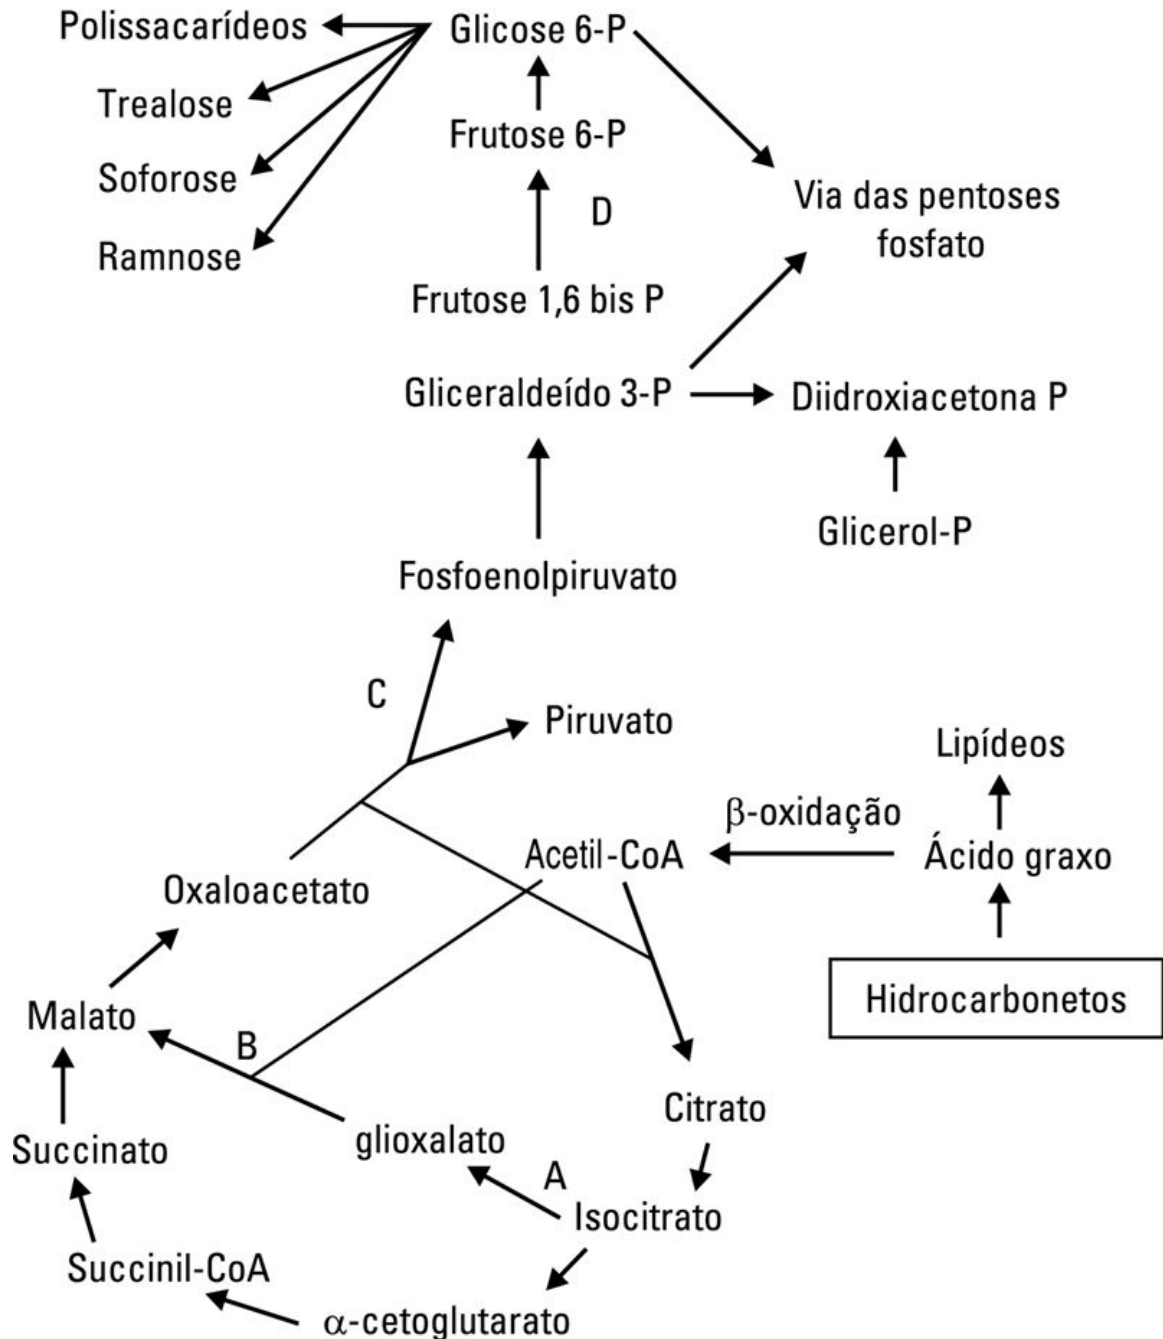 Polissacarídeos
Glicose 6-P
Trealose
Frutose 6-P
Soforose
D
Via das pentoses
fosfato
Ramnose
Frutose 1,6 bis P
Gliceraldeído 3-P
Diidroxiacetona P
Glicerol-P
Fosfoenolpiruvato
C
Piruvato
Lipídeos
β-oxidação
Acetil-CoA
Ácido graxo
Oxaloacetato
Hidrocarbonetos
Malato
B
Citrato
glioxalato
Succinato
A
Isocitrato
Succinil-CoA
α-cetoglutarato